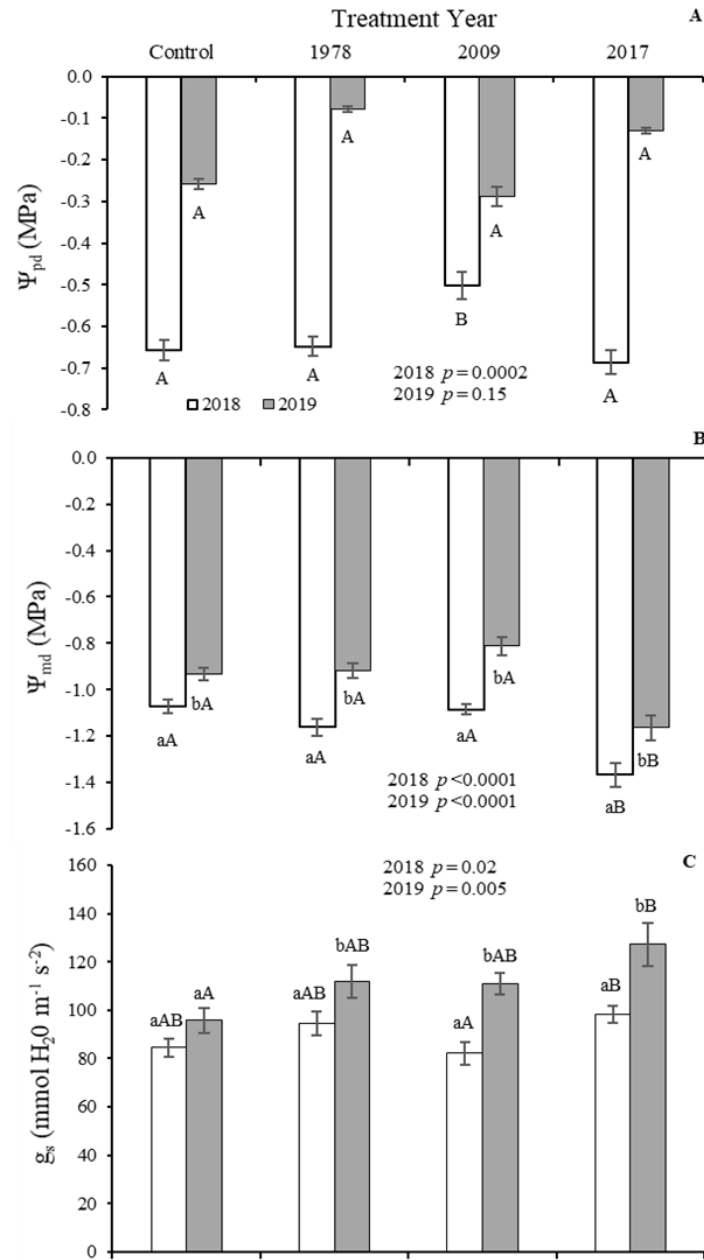 Treatment Year
A
Control 1978 2009 2017
0.0
-0.1
-0.2
-0.3
-0.4
-0.5
-0.6
-0.7
-0.8
Ψpd (MPa)
A A A A
A A B A
2018 p = 0.0002
2019 p = 0.15
2018 2019
B
0.0
-0.2
-0.4
-0.6
-0.8
-1.0
-1.2
-1.4
-1.6
Ψmd (MPa)
aA bA aA bA aA bA aB bB
2018 p <0.0001
2019 p <0.0001
C
160
140
120
100
80
60
40
20
0
gs (mmol H20 m-1 s-2)
2018 p = 0.02
2019 p = 0.005
aAB aA aAB bAB aA bAB aB bB